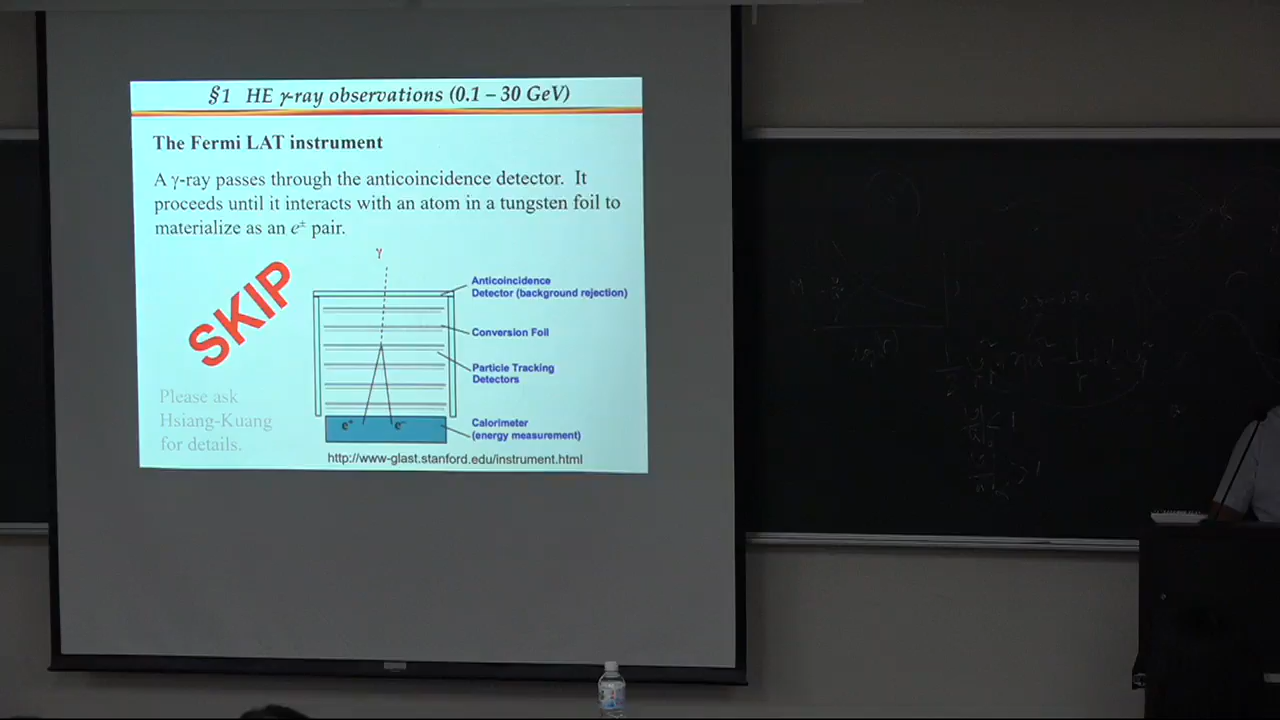 §1 HE γ-ray observations (0.1 – 30 GeV)
The Fermi LAT instrument
A γ-ray passes through the anticoincidence detector. It
proceeds until it interacts with an atom in a tungsten foil to
materialize as an e± pair.
γ
SKIP
Anticoincidence
Detector (background rejection)
Conversion Foil
Particle Tracking
Detectors
Please ask
Hsiang-Kuang
for details.
e⁺ e⁻
Calorimeter
(energy measurement)
http://www-glast.stanford.edu/instrument.html